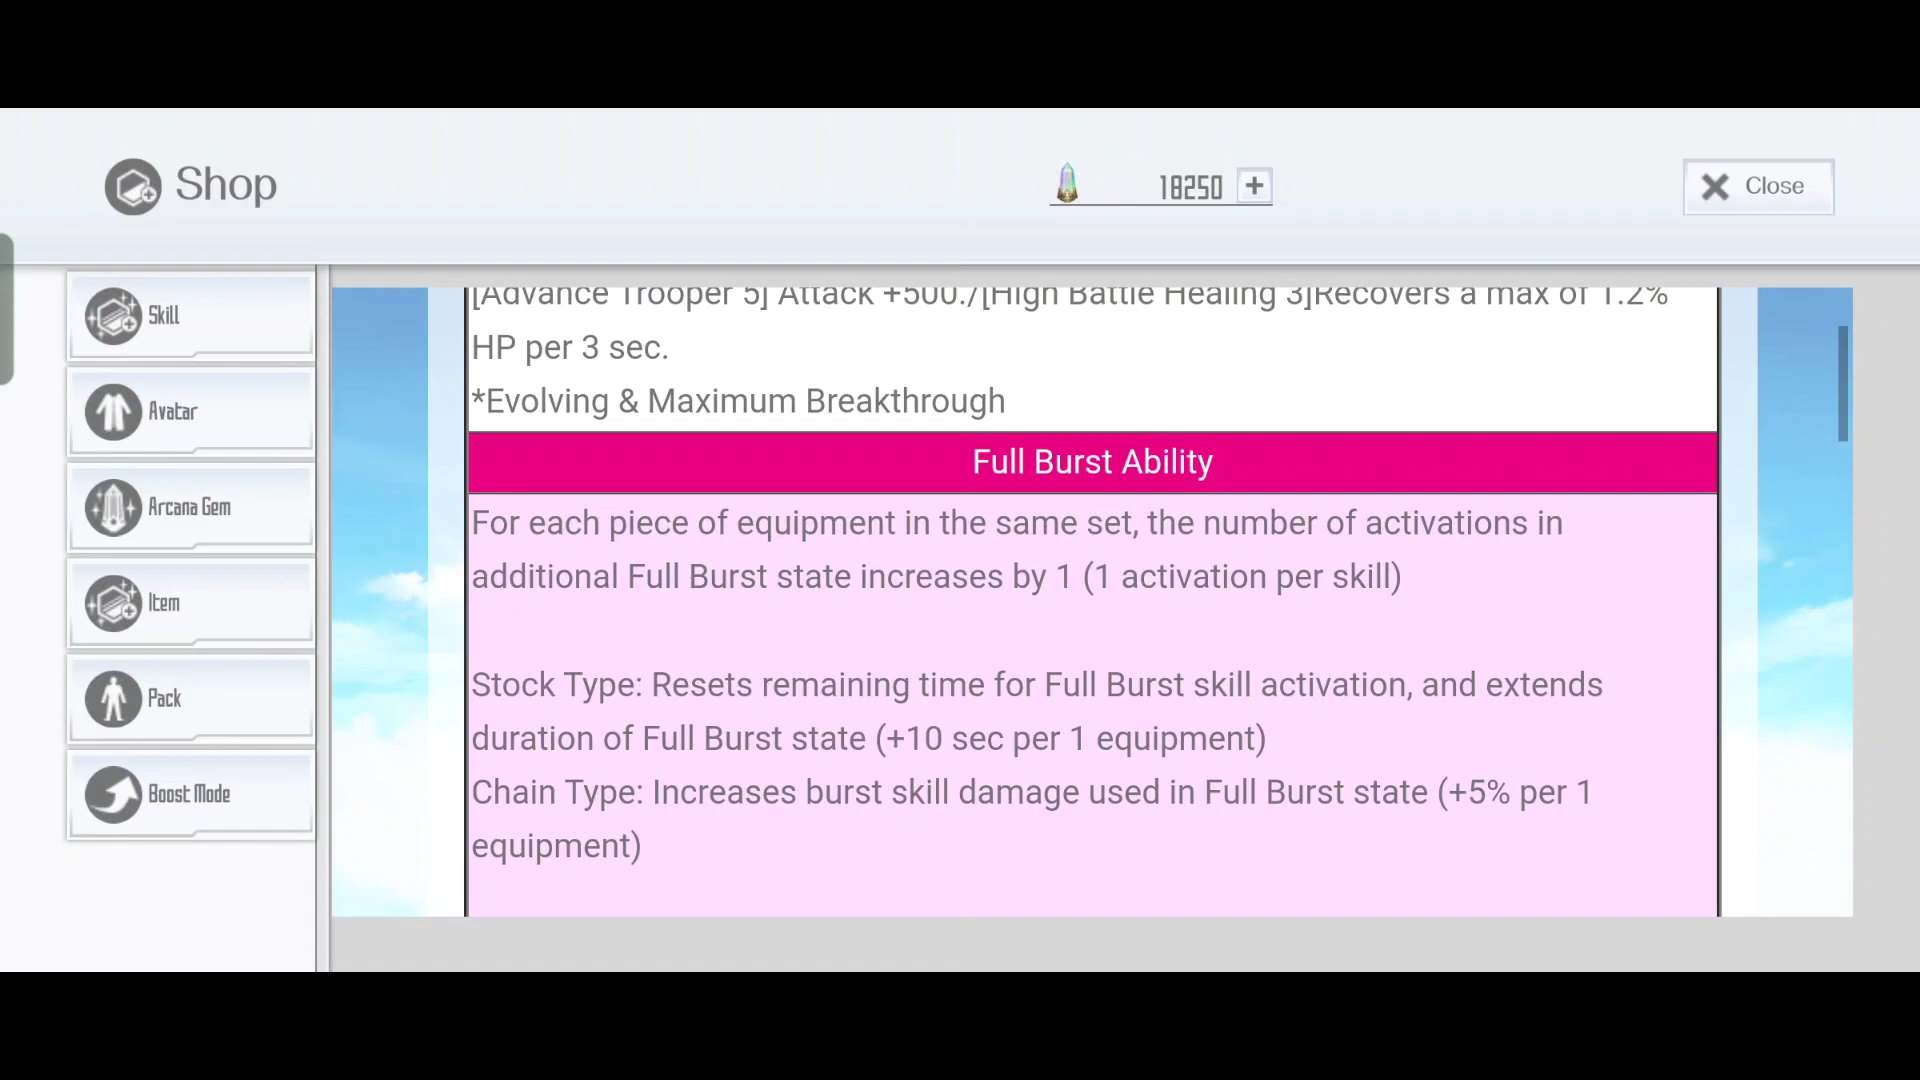 Shop
18250
Close
Skill
Avatar
Arcana Gem
Item
Pack
Boost Mode
[Advance Trooper 5] Attack +500./[High Battle Healing 3]Recovers a max of 1.2%
HP per 3 sec.
*Evolving & Maximum Breakthrough
Full Burst Ability
For each piece of equipment in the same set, the number of activations in
additional Full Burst state increases by 1 (1 activation per skill)
Stock Type: Resets remaining time for Full Burst skill activation, and extends
duration of Full Burst state (+10 sec per 1 equipment)
Chain Type: Increases burst skill damage used in Full Burst state (+5% per 1
equipment)